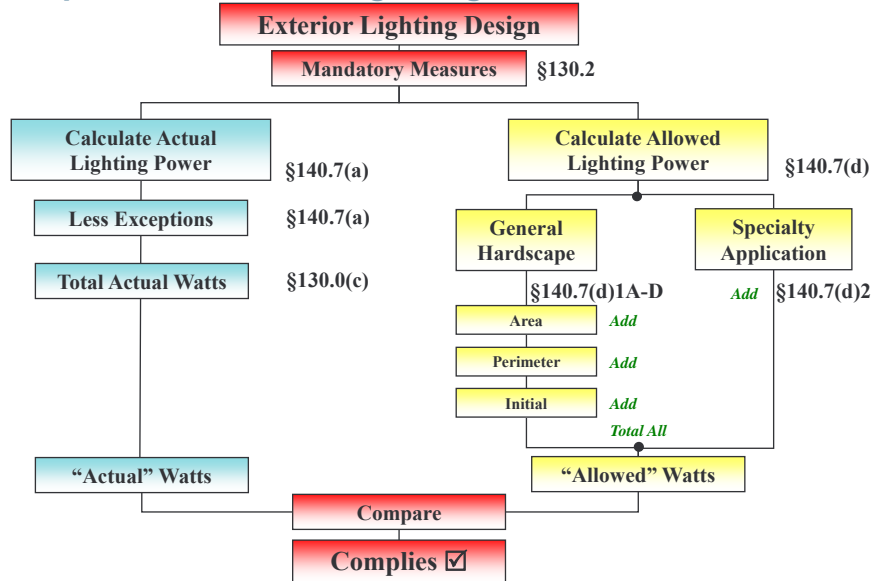 Exterior Lighting Design
Mandatory Measures
§130.2
Calculate Actual
Lighting Power
§140.7(a)
Calculate Allowed
Lighting Power
§140.7(d)
Less Exceptions
§140.7(a)
General
Hardscape
Specialty
Application
Total Actual Watts
§130.0(c)
§140.7(d)1A-D
Add
§140.7(d)2
Area
Add
Perimeter
Add
Initial
Add
Total All
“Actual” Watts
“Allowed” Watts
Compare
Complies ☑